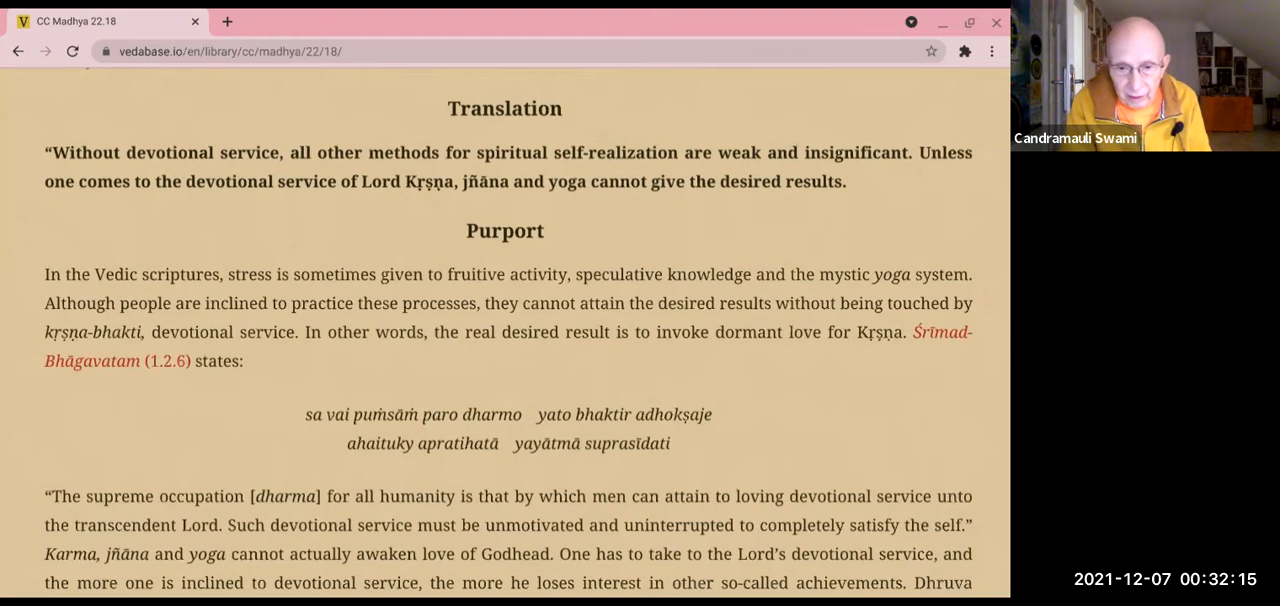 CC Madhya 22.18
vedabase.io/en/library/cc/madhya/22/18/
Translation
“Without devotional service, all other methods for spiritual self-realization are weak and insignificant. Unless
one comes to the devotional service of Lord Kṛṣṇa, jñāna and yoga cannot give the desired results.
Purport
In the Vedic scriptures, stress is sometimes given to fruitive activity, speculative knowledge and the mystic yoga system.
Although people are inclined to practice these processes, they cannot attain the desired results without being touched by
kṛṣṇa-bhakti, devotional service. In other words, the real desired result is to invoke dormant love for Kṛṣṇa. Śrīmad-
Bhāgavatam (1.2.6) states:
sa vai puṁsāṁ paro dharmo yato bhaktir adhokṣaje
ahaituky apratihatā yayātmā suprasīdati
“The supreme occupation [dharma] for all humanity is that by which men can attain to loving devotional service unto
the transcendent Lord. Such devotional service must be unmotivated and uninterrupted to completely satisfy the self.”
Karma, jñāna and yoga cannot actually awaken love of Godhead. One has to take to the Lord’s devotional service, and
the more one is inclined to devotional service, the more he loses interest in other so-called achievements. Dhruva
Candramauli Swami
2021-12-07 00:32:15